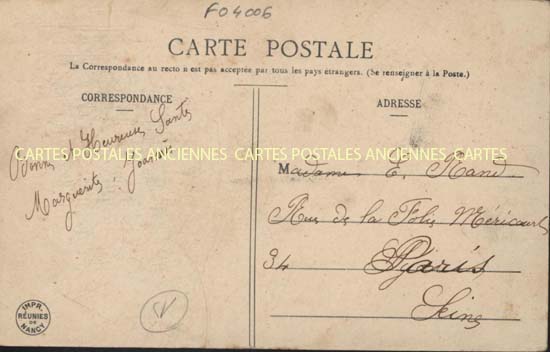 F04006
CARTE POSTALE
La Correspondance au recto n'est pas acceptée par tous les pays étrangers. (Se renseigner à la Poste.)
CORRESPONDANCE
ADRESSE
Bonne et Heureuse Santé
Marguerite
CARTES POSTALES ANCIENNES CARTES POSTALES ANCIENNES CARTES
Madame E. Rand
Rue de la Folie Méricourt
34 Paris
Seine
IMPR. RÉUNIES DE NANCY